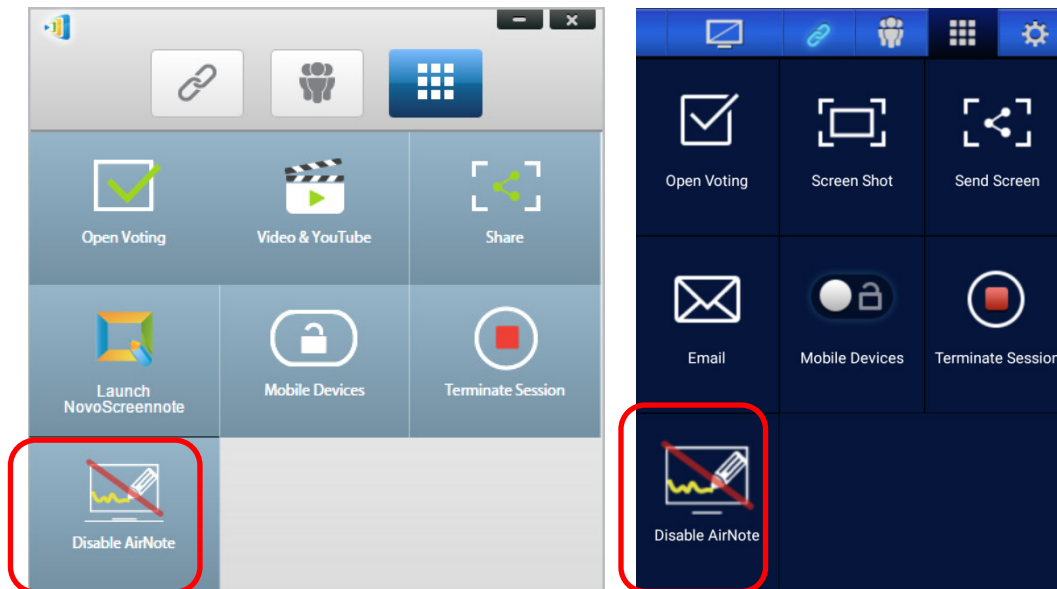 Open Voting
Video & YouTube
Share
Launch
NovoScreennote
Mobile Devices
Terminate Session
Disable AirNote
Open Voting
Screen Shot
Send Screen
Email
Mobile Devices
Terminate Session
Disable AirNote